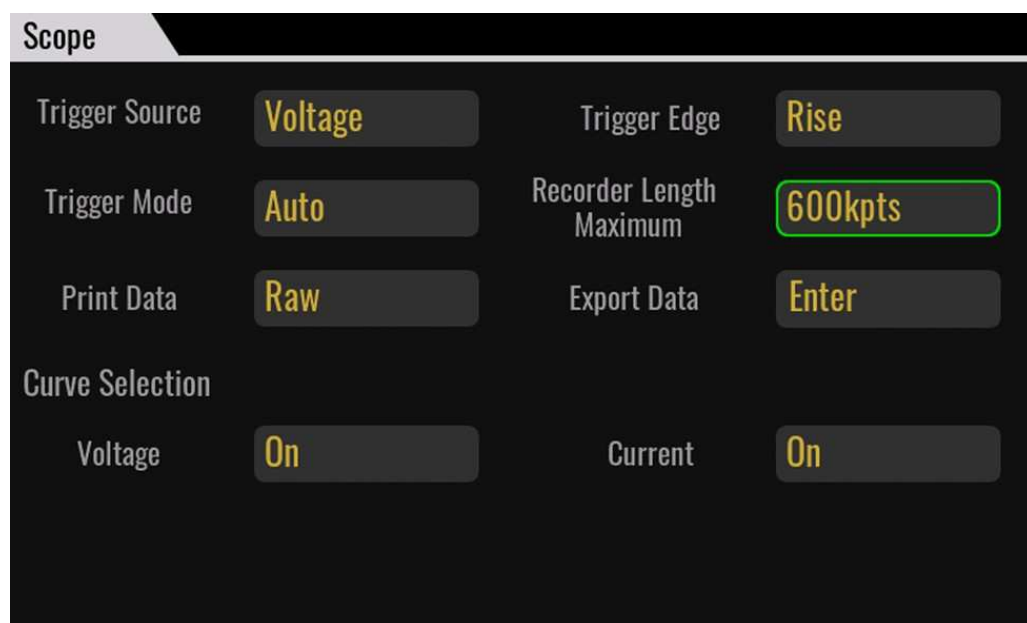 Scope
Trigger Source Voltage Trigger Edge Rise
Trigger Mode Auto Recorder Length
Maximum 600kpts
Print Data Raw Export Data Enter
Curve Selection
Voltage On Current On